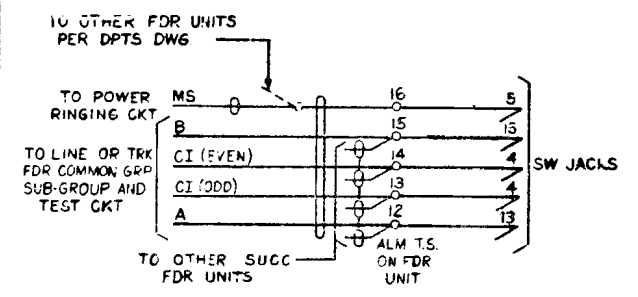 TO OTHER FDR UNITS
PER DPTS DWG
TO POWER
RINGING CKT
MS
16
5
B
15
15
TO LINE OR TRK
FDR COMMON GRP
SUB-GROUP AND
TEST CKT
CI (EVEN)
14
4
SW JACKS
CI (ODD)
13
4
A
12
13
TO OTHER SUCC
FDR UNITS
ALM T.S.
ON FDR
UNIT